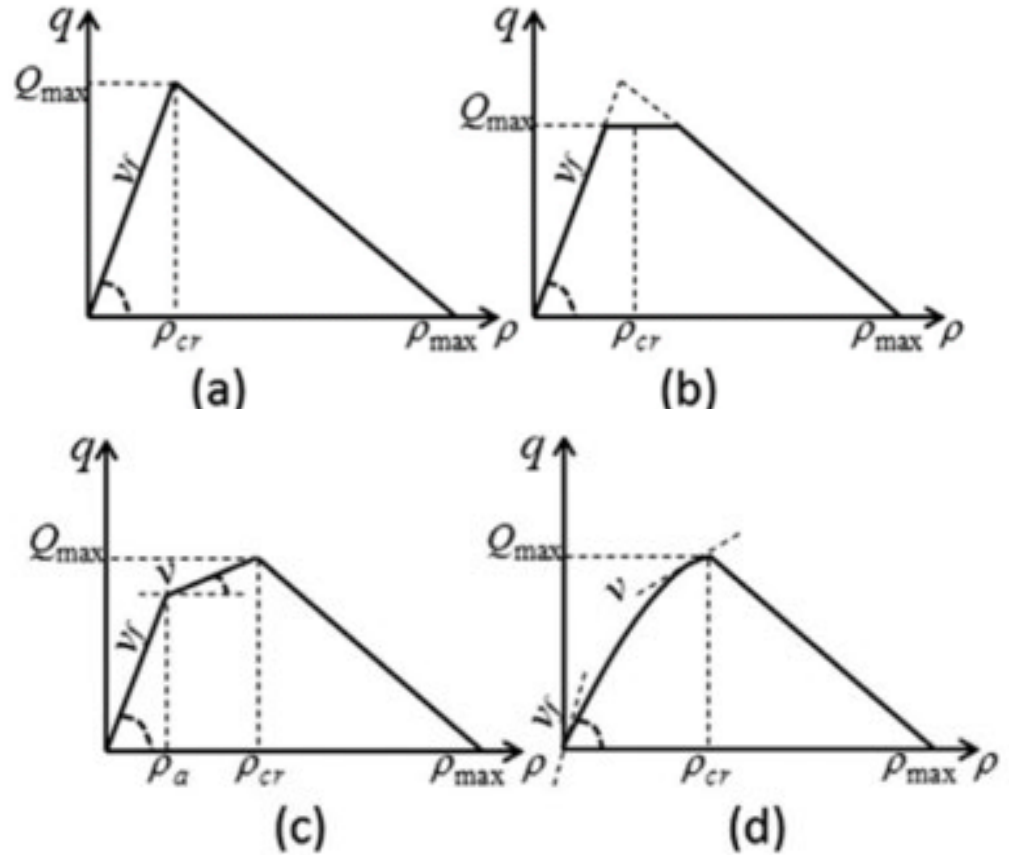 q
Q_max
v_f
ρ_cr ρ_max ρ
(a)
q
Q_max
v_f
ρ_cr ρ_max ρ
(b)
q
Q_max
v
v_f
ρ_a ρ_cr ρ_max ρ
(c)
q
Q_max
v
v_f
ρ_cr ρ_max ρ
(d)